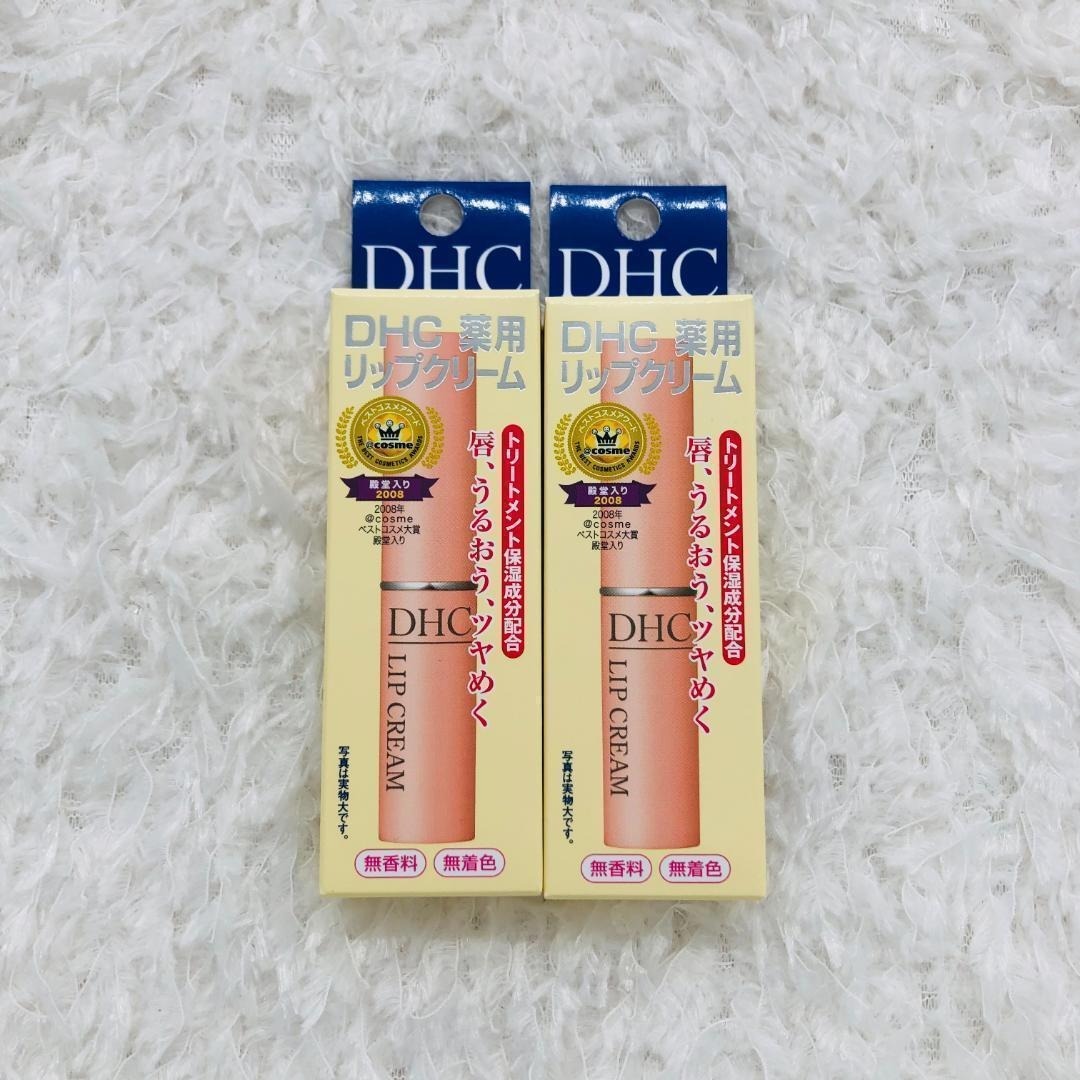 DHC
DHC 薬用
リップクリーム
ベストコスメアワード
@cosme
THE BEST COSMETICS AWARDS
殿堂入り
2008
2008年
@cosme
ベストコスメ大賞
殿堂入り
トリートメント保湿成分配合
唇、うるおう、ツヤめく
DHC
LIP CREAM
写真は実物大です。
無香料
無着色
DHC
DHC 薬用
リップクリーム
ベストコスメアワード
@cosme
THE BEST COSMETICS AWARDS
殿堂入り
2008
2008年
@cosme
ベストコスメ大賞
殿堂入り
トリートメント保湿成分配合
唇、うるおう、ツヤめく
DHC
LIP CREAM
写真は実物大です。
無香料
無着色